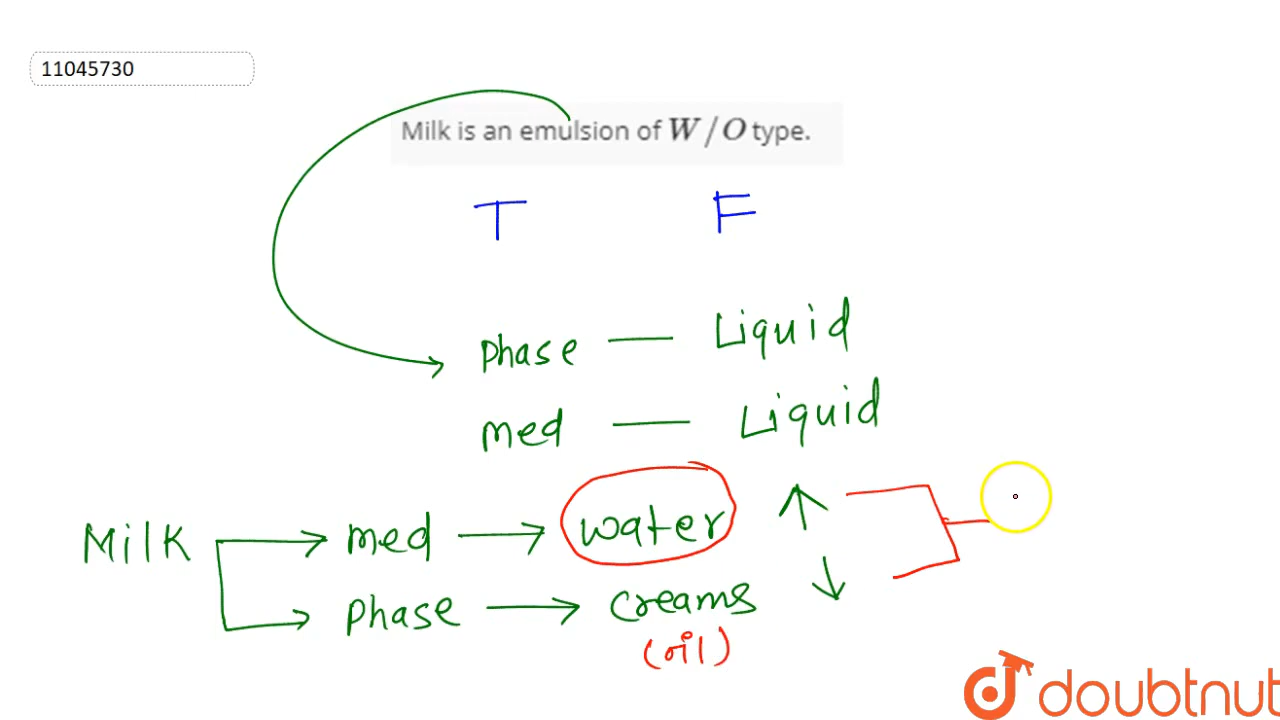 11045730
Milk is an emulsion of W/O type.
T F
Phase — Liquid
med — Liquid
Milk → med → water ↑
Phase → creams ↓
(oil)
doubtnut